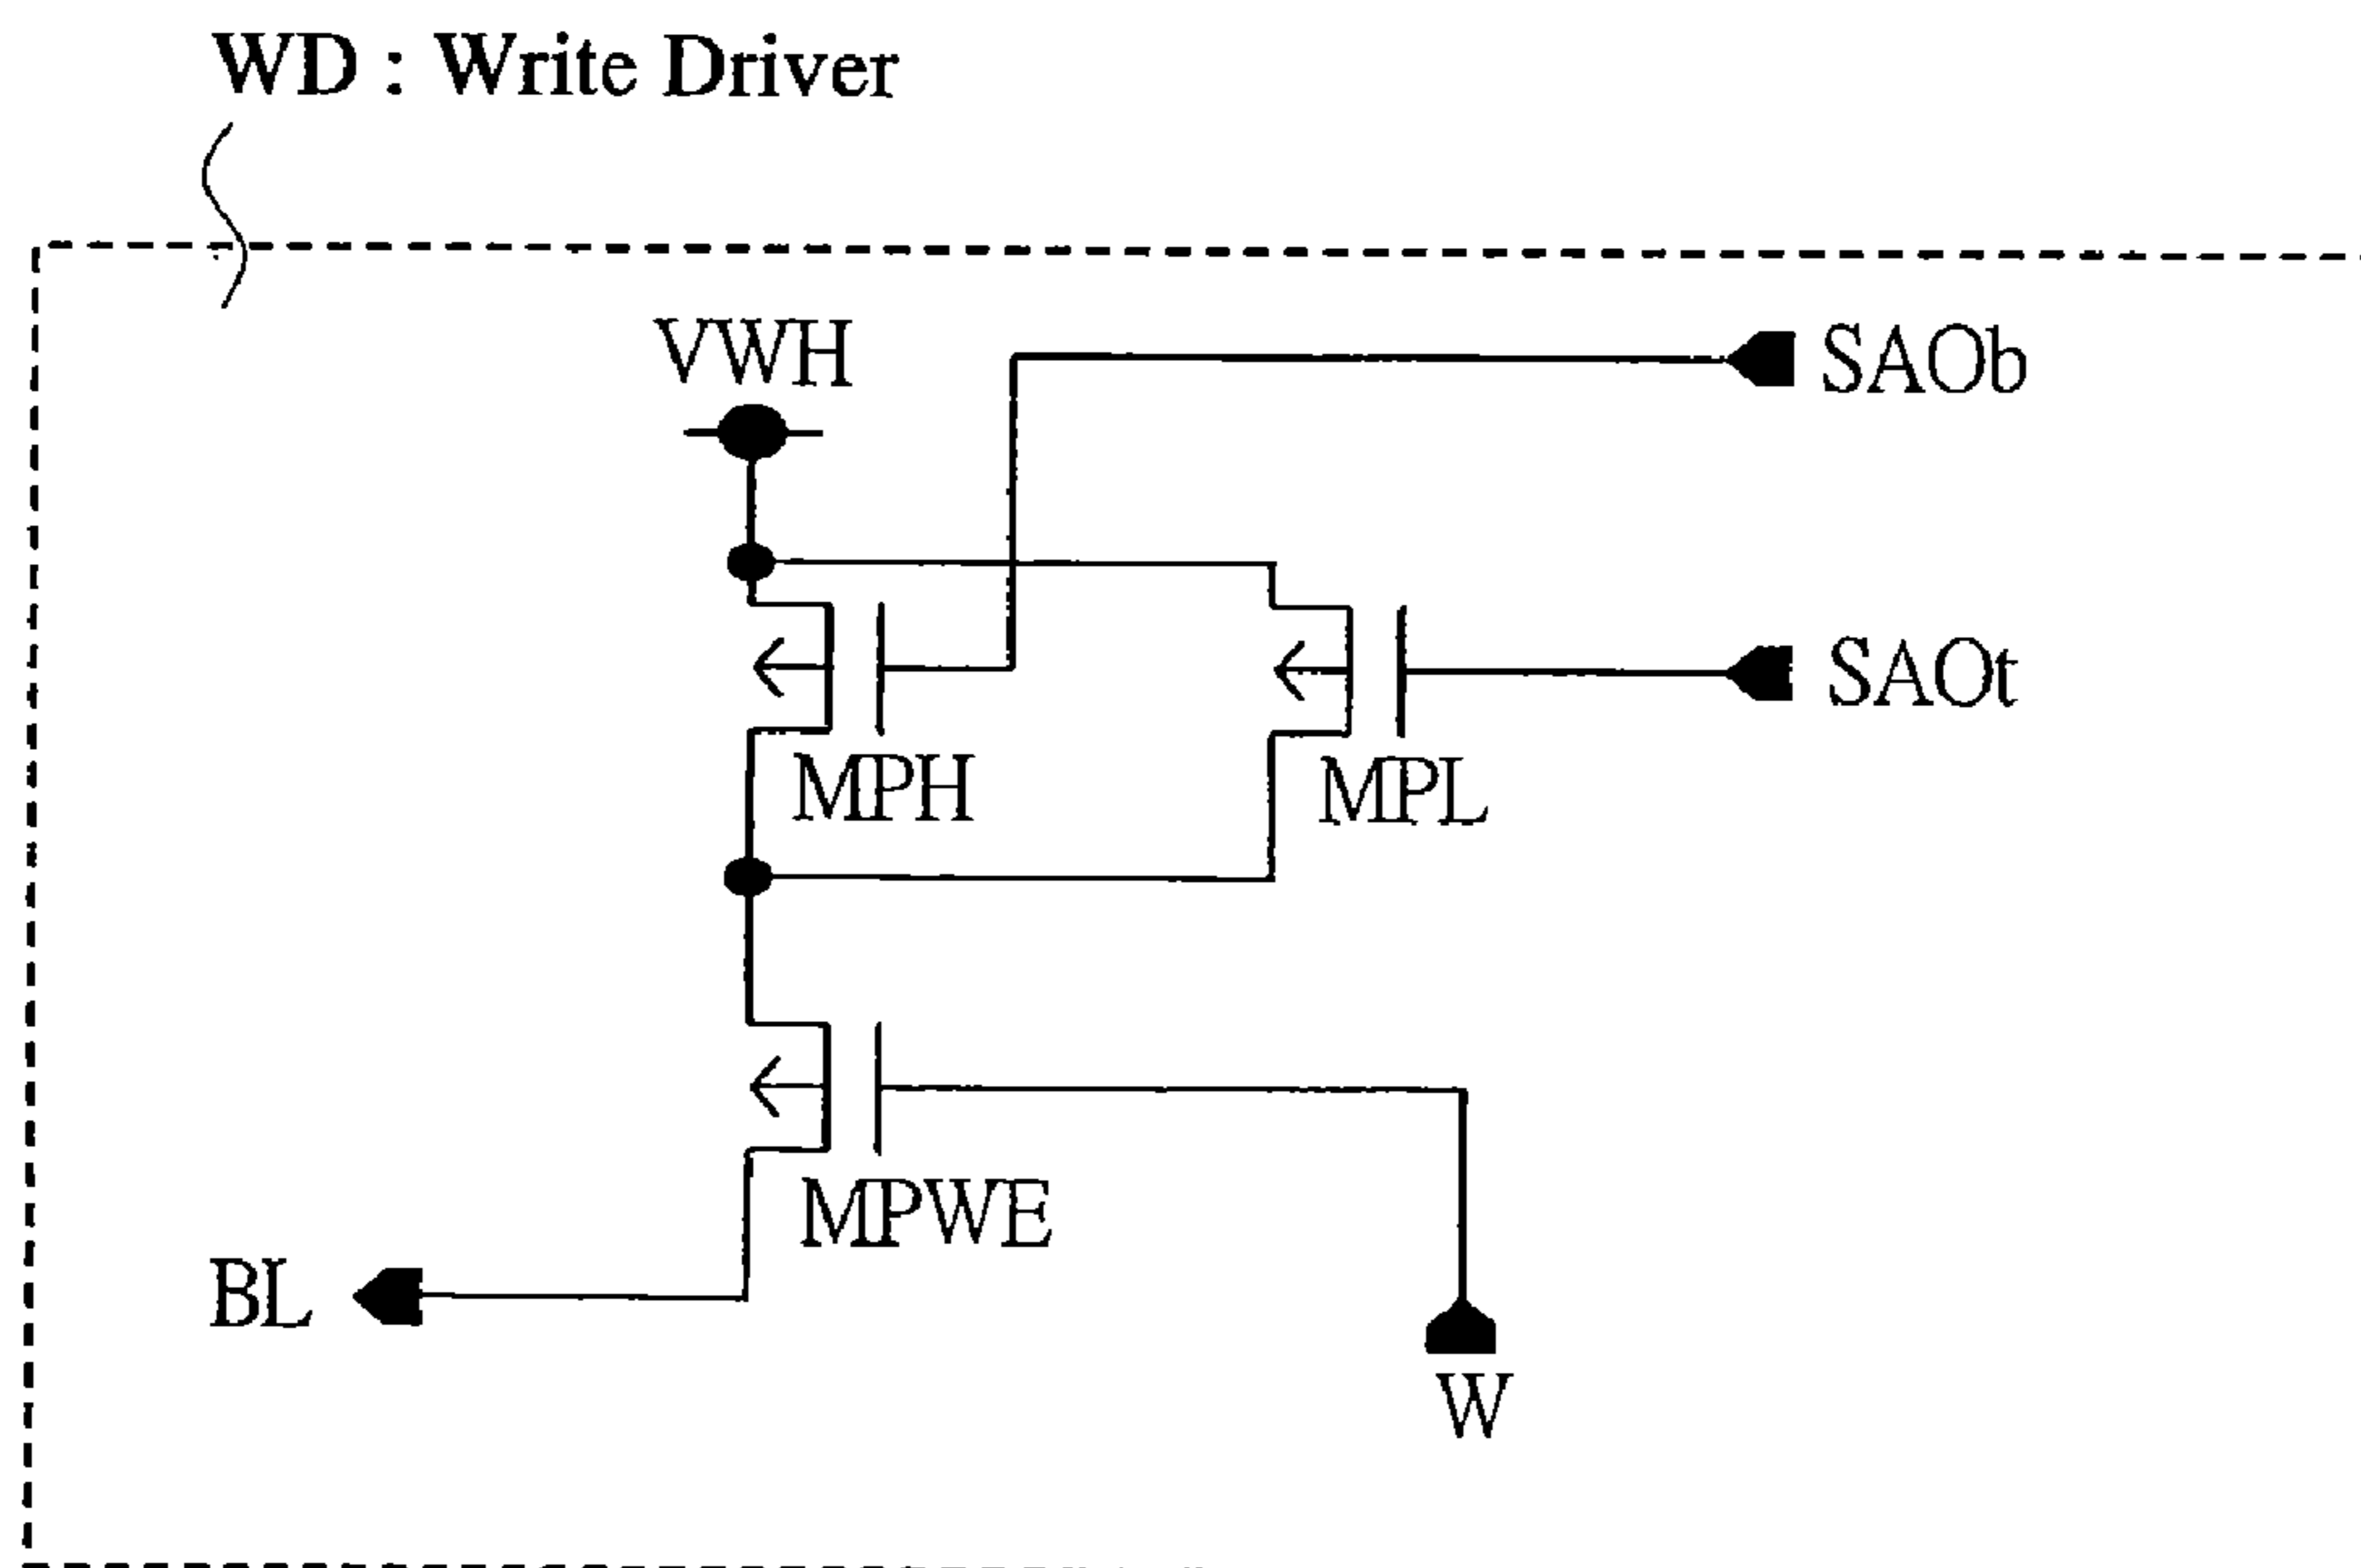 WD : Write Driver
VWH
SAOb
SAOt
MPH
MPL
MPWE
BL
W